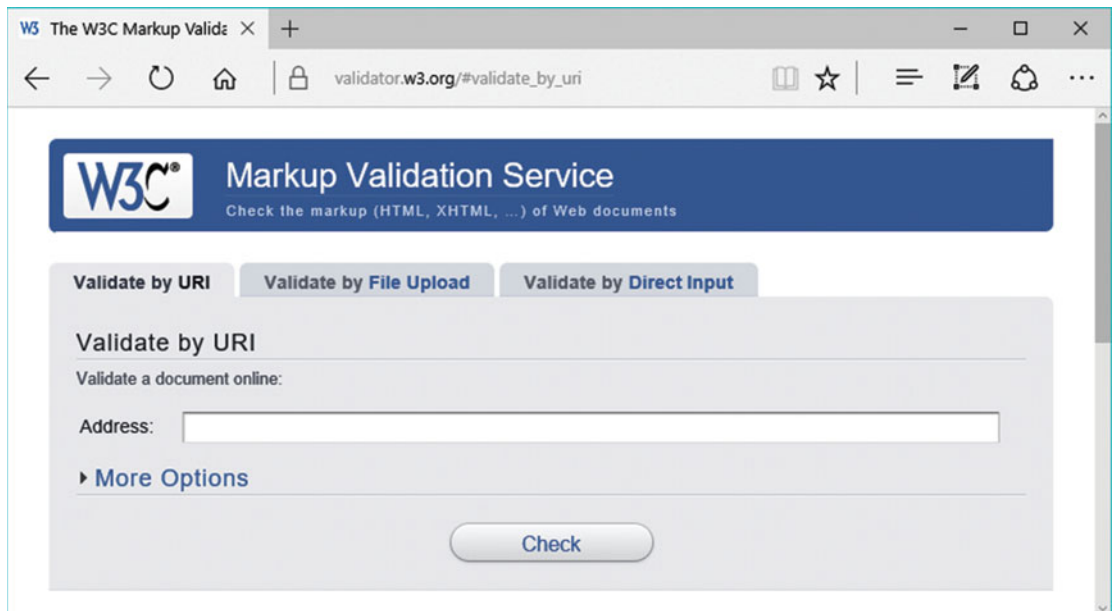 W3 The W3C Markup Valida
validator.w3.org/#validate_by_uri
W3C®
Markup Validation Service
Check the markup (HTML, XHTML, ...) of Web documents
Validate by URI Validate by File Upload Validate by Direct Input
Validate by URI
Validate a document online:
Address:
More Options
Check